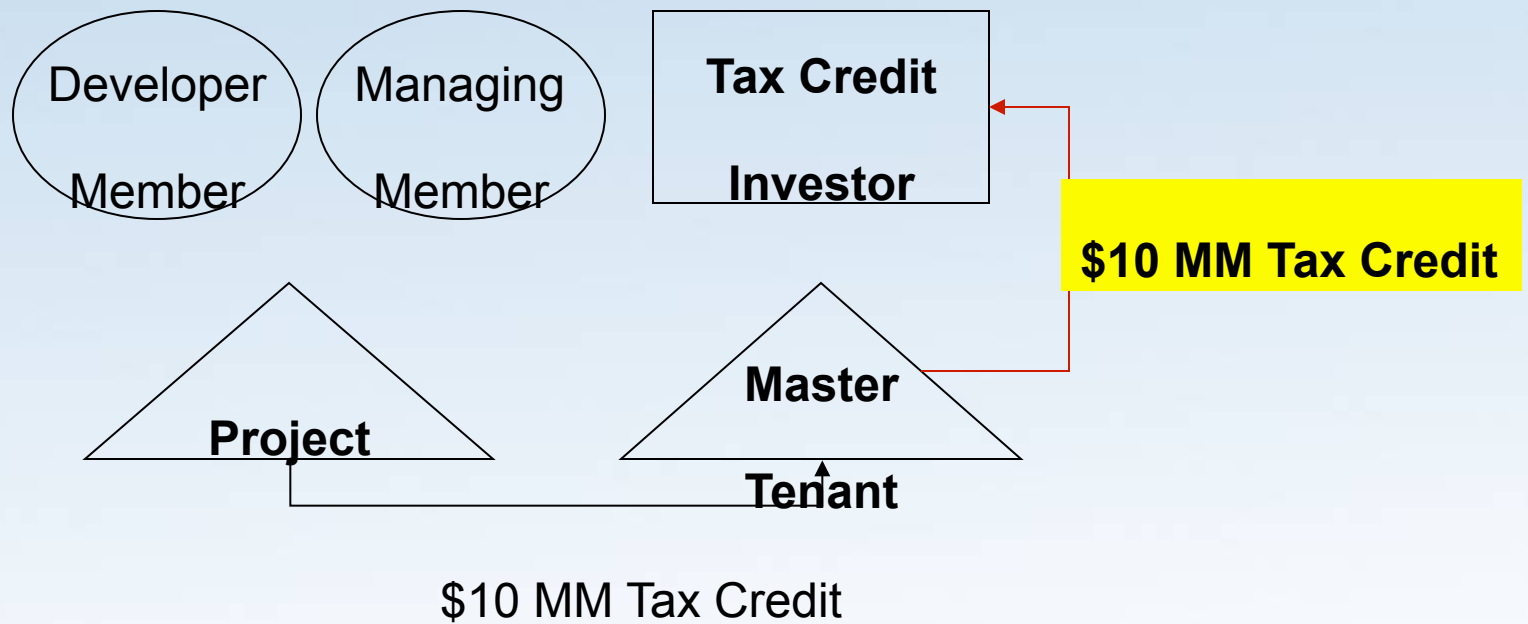 Developer
Member
Managing
Member
Tax Credit
Investor
$10 MM Tax Credit
Project
Master
Tenant
$10 MM Tax Credit